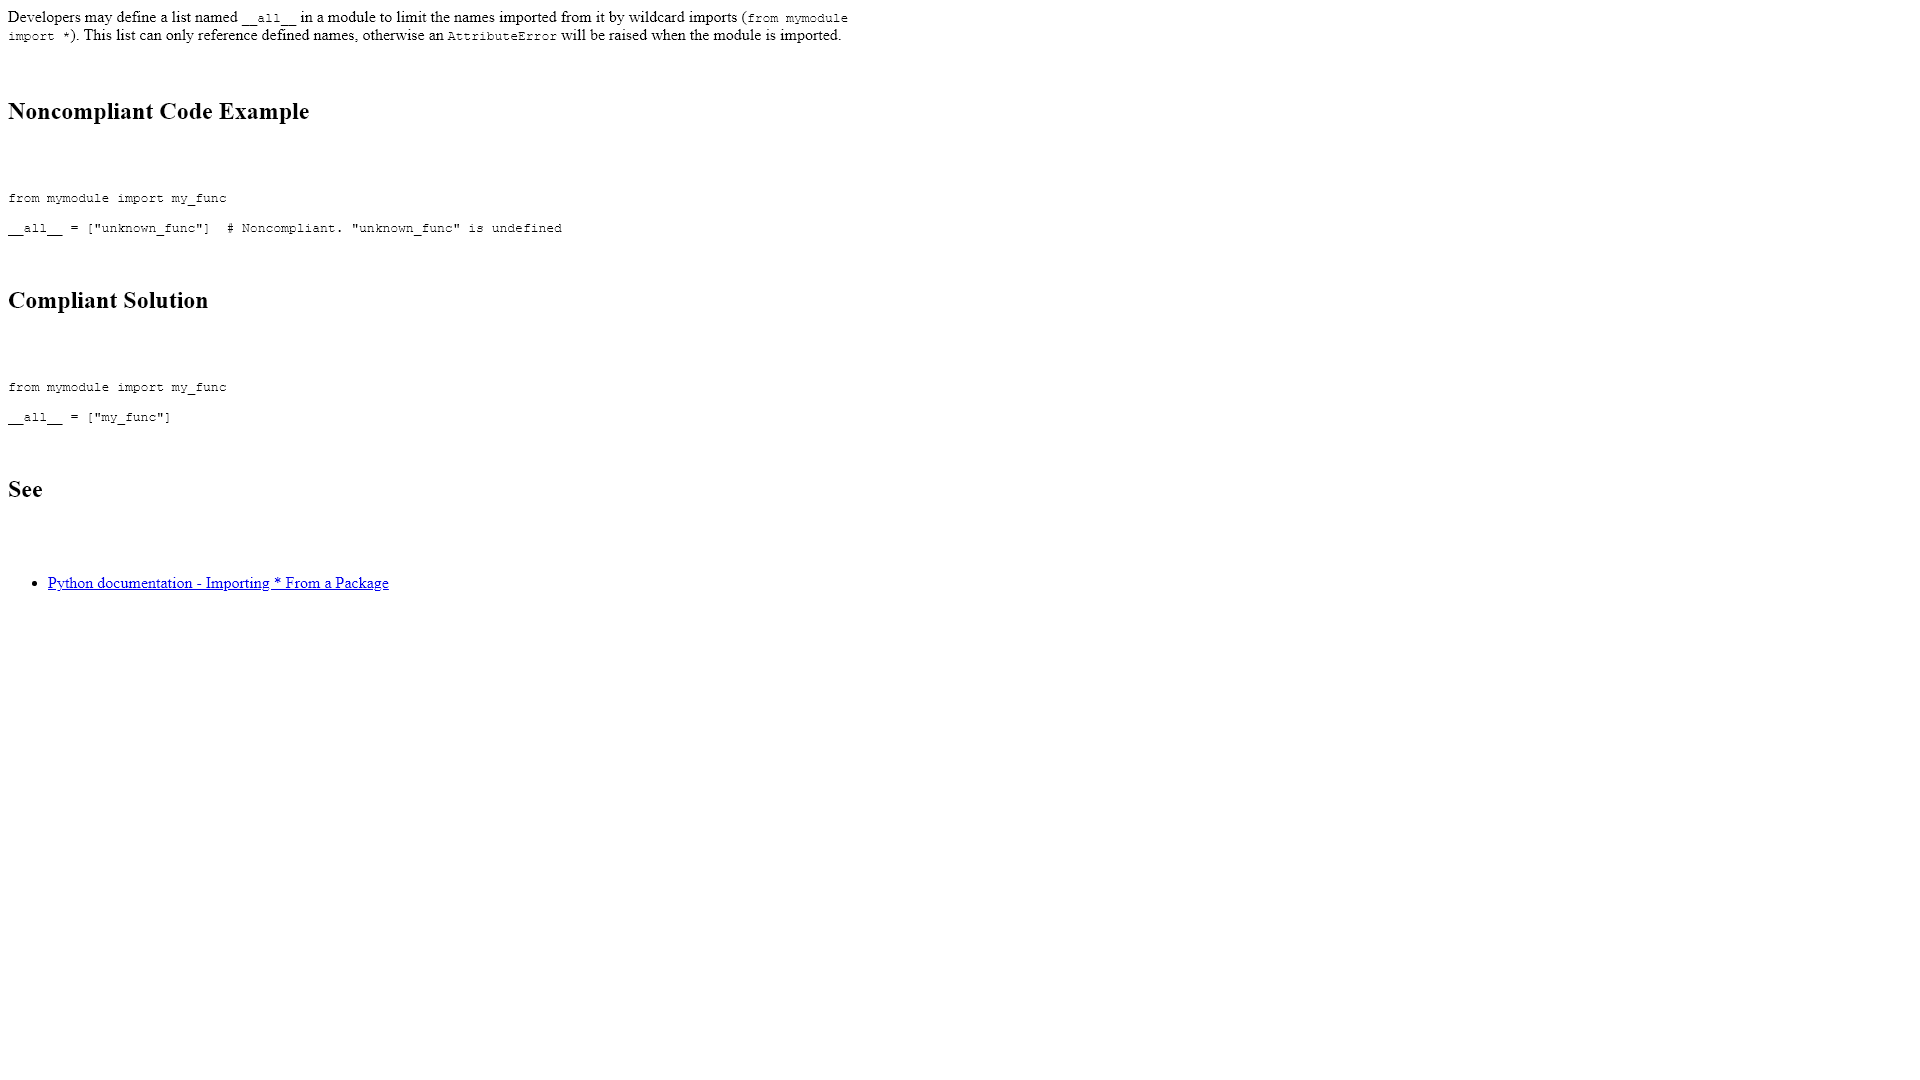 Developers may define a list named __all__ in a module to limit the names imported from it by wildcard imports (from mymodule
import *). This list can only reference defined names, otherwise an AttributeError will be raised when the module is imported.
Noncompliant Code Example
from mymodule import my_func
__all__ = ["unknown_func"]  # Noncompliant. "unknown_func" is undefined
Compliant Solution
from mymodule import my_func
__all__ = ["my_func"]
See
• Python documentation - Importing * From a Package